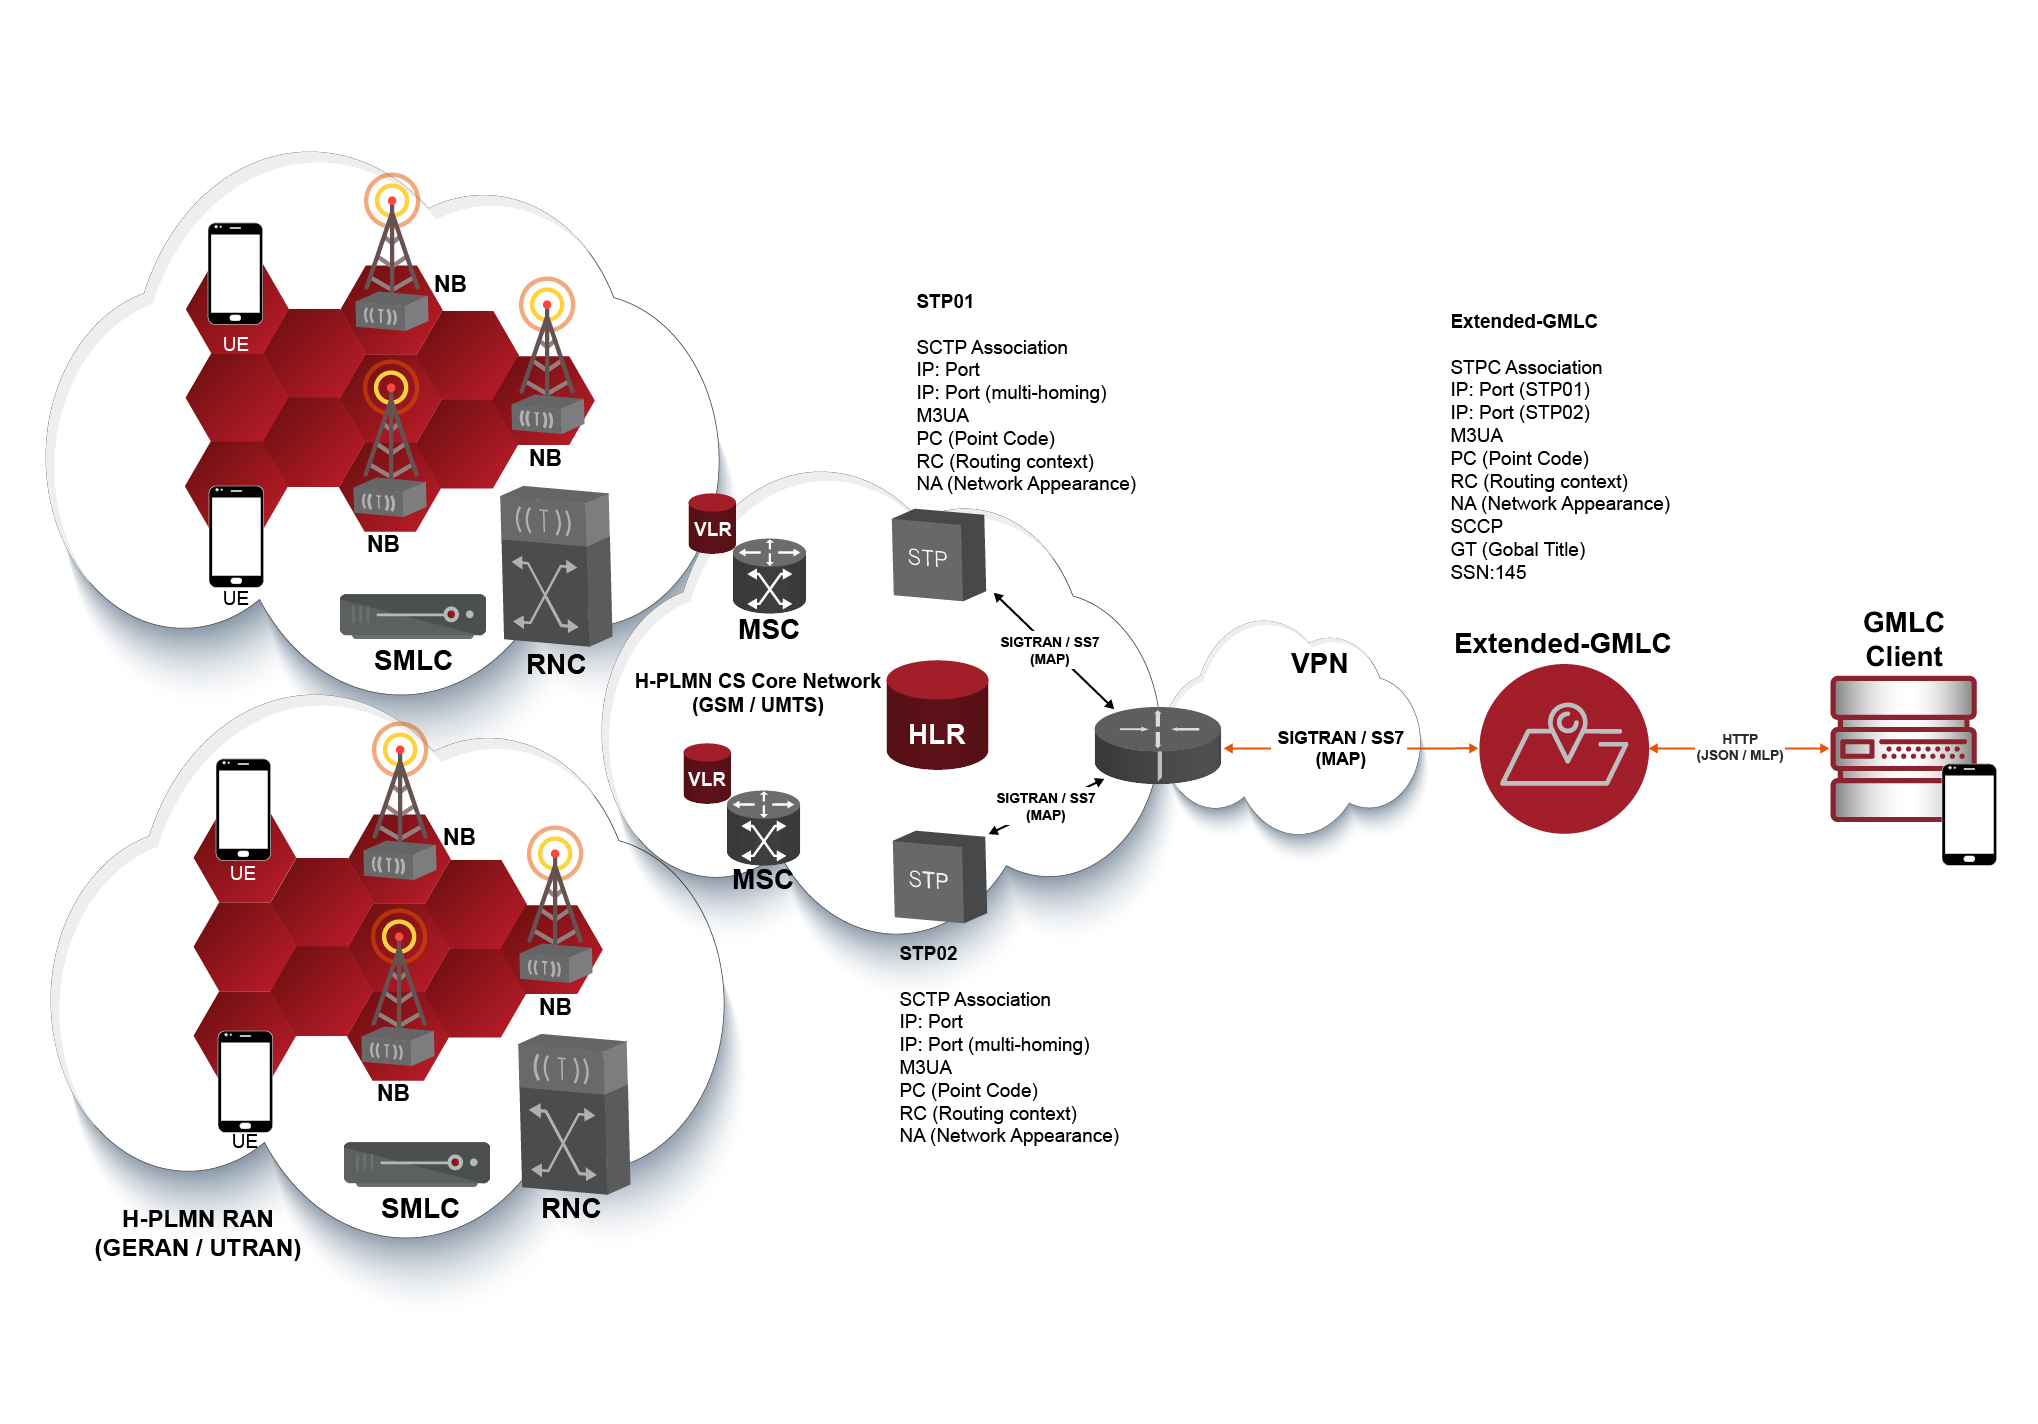 NB
UE
NB
NB
UE
SMLC
RNC
STP01
SCTP Association
IP: Port
IP: Port (multi-homing)
M3UA
PC (Point Code)
RC (Routing context)
NA (Network Appearance)
Extended-GMLC
STPC Association
IP: Port (STP01)
IP: Port (STP02)
M3UA
PC (Point Code)
RC (Routing context)
NA (Network Appearance)
SCCP
GT (Gobal Title)
SSN:145
VLR
MSC
STP
SIGTRAN / SS7
(MAP)
H-PLMN CS Core Network
(GSM / UMTS)
HLR
VLR
MSC
SIGTRAN / SS7
(MAP)
STP
VPN
SIGTRAN / SS7
(MAP)
Extended-GMLC
HTTP
(JSON / MLP)
GMLC
Client
NB
UE
NB
NB
UE
SMLC
RNC
H-PLMN RAN
(GERAN / UTRAN)
STP02
SCTP Association
IP: Port
IP: Port (multi-homing)
M3UA
PC (Point Code)
RC (Routing context)
NA (Network Appearance)
((T))
((T))
((T))
((T))
((T))
((T))
((T))
((T))